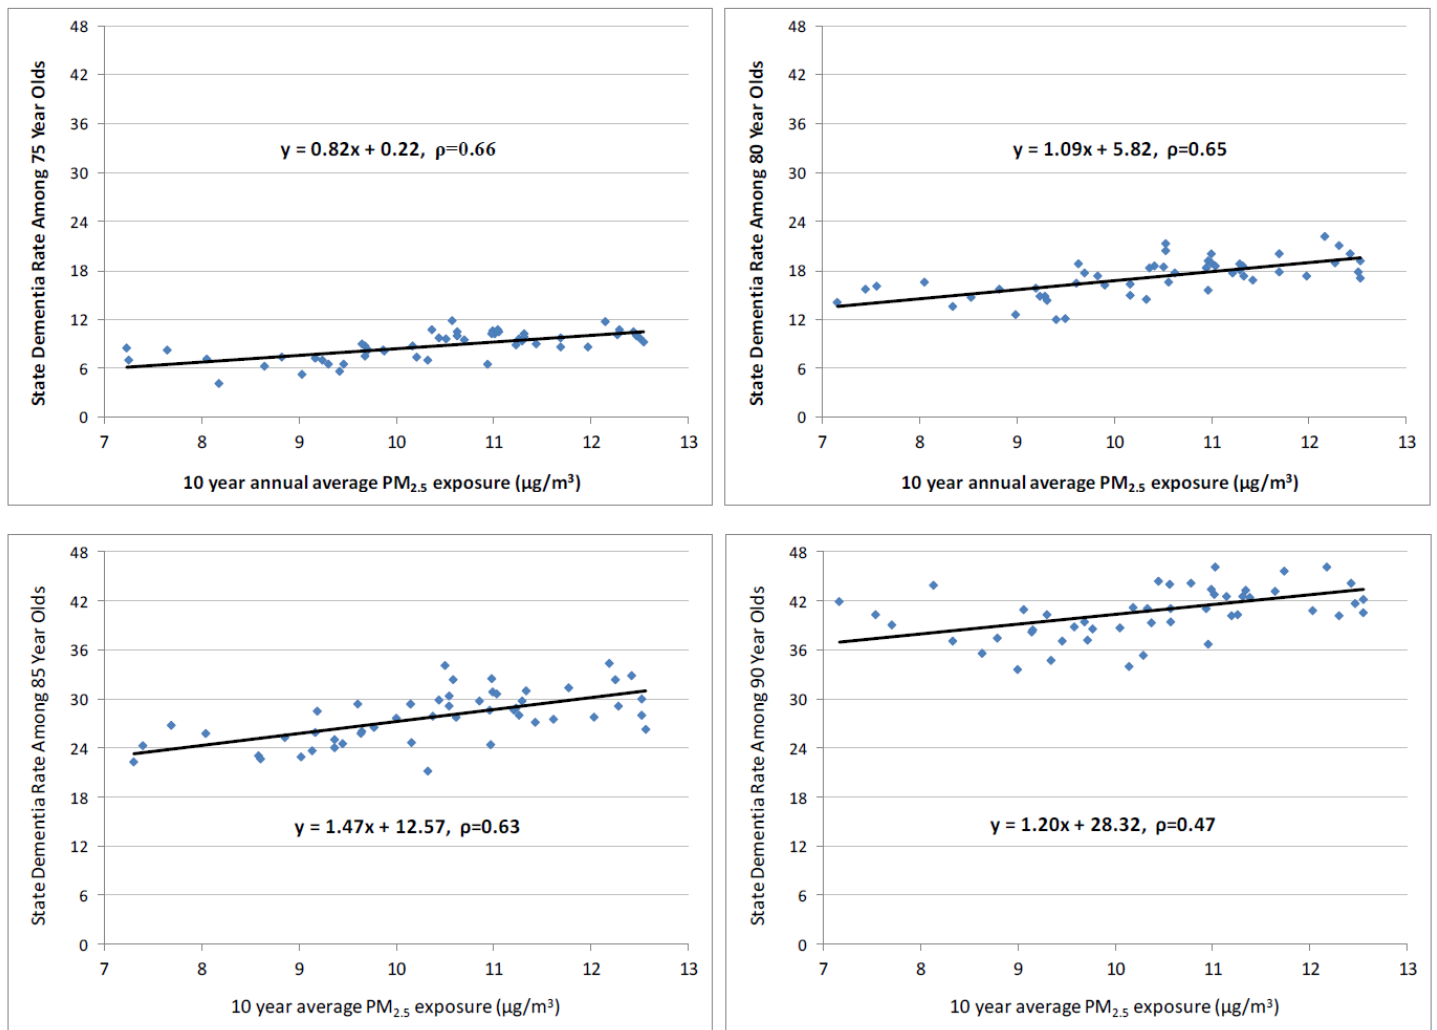 State Dementia Rate Among 75 Year Olds
48
42
36
30
24
18
12
6
0
y = 0.82x + 0.22, ρ=0.66
7 8 9 10 11 12 13
10 year annual average PM₂.₅ exposure (µg/m³)
State Dementia Rate Among 80 Year Olds
48
42
36
30
24
18
12
6
0
y = 1.09x + 5.82, ρ=0.65
7 8 9 10 11 12 13
10 year annual average PM₂.₅ exposure (µg/m³)
State Dementia Rate Among 85 Year Olds
48
42
36
30
24
18
12
6
0
y = 1.47x + 12.57, ρ=0.63
7 8 9 10 11 12 13
10 year average PM₂.₅ exposure (µg/m³)
State Dementia Rate Among 90 Year Olds
48
42
36
30
24
18
12
6
0
y = 1.20x + 28.32, ρ=0.47
7 8 9 10 11 12 13
10 year average PM₂.₅ exposure (µg/m³)